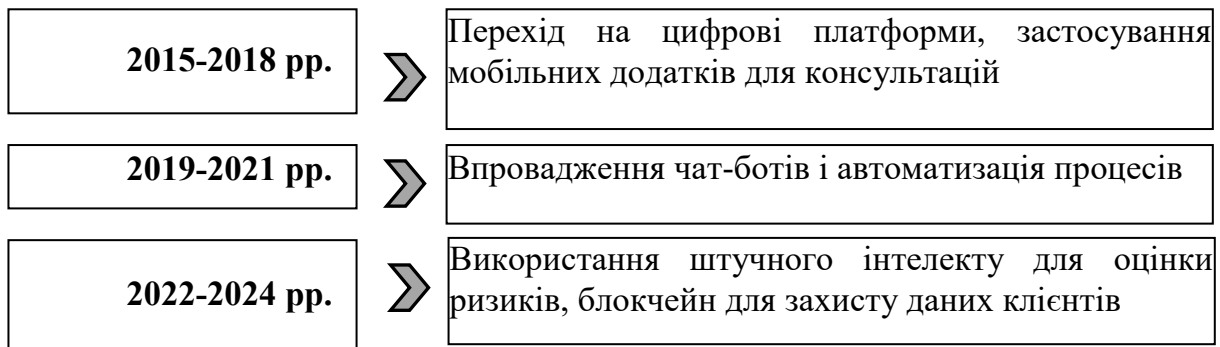 2015-2018 рр.
Перехід на цифрові платформи, застосування
мобільних додатків для консультацій
2019-2021 рр.
Впровадження чат-ботів і автоматизація процесів
2022-2024 рр.
Використання штучного інтелекту для оцінки
ризиків, блокчейн для захисту даних клієнтів